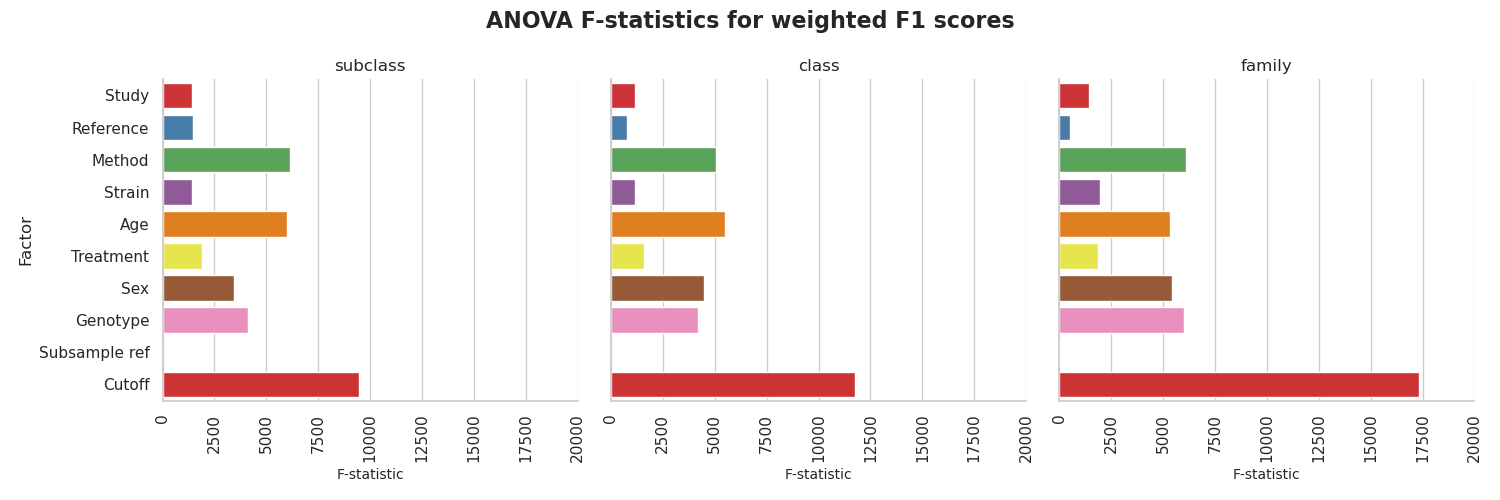 ANOVA F-statistics for weighted F1 scores
subclass
class
family
Factor
Study
Reference
Method
Strain
Age
Treatment
Sex
Genotype
Subsample ref
Cutoff
0 2500 5000 7500 10000 12500 15000 17500 20000
0 2500 5000 7500 10000 12500 15000 17500 20000
0 2500 5000 7500 10000 12500 15000 17500 20000
F-statistic
F-statistic
F-statistic